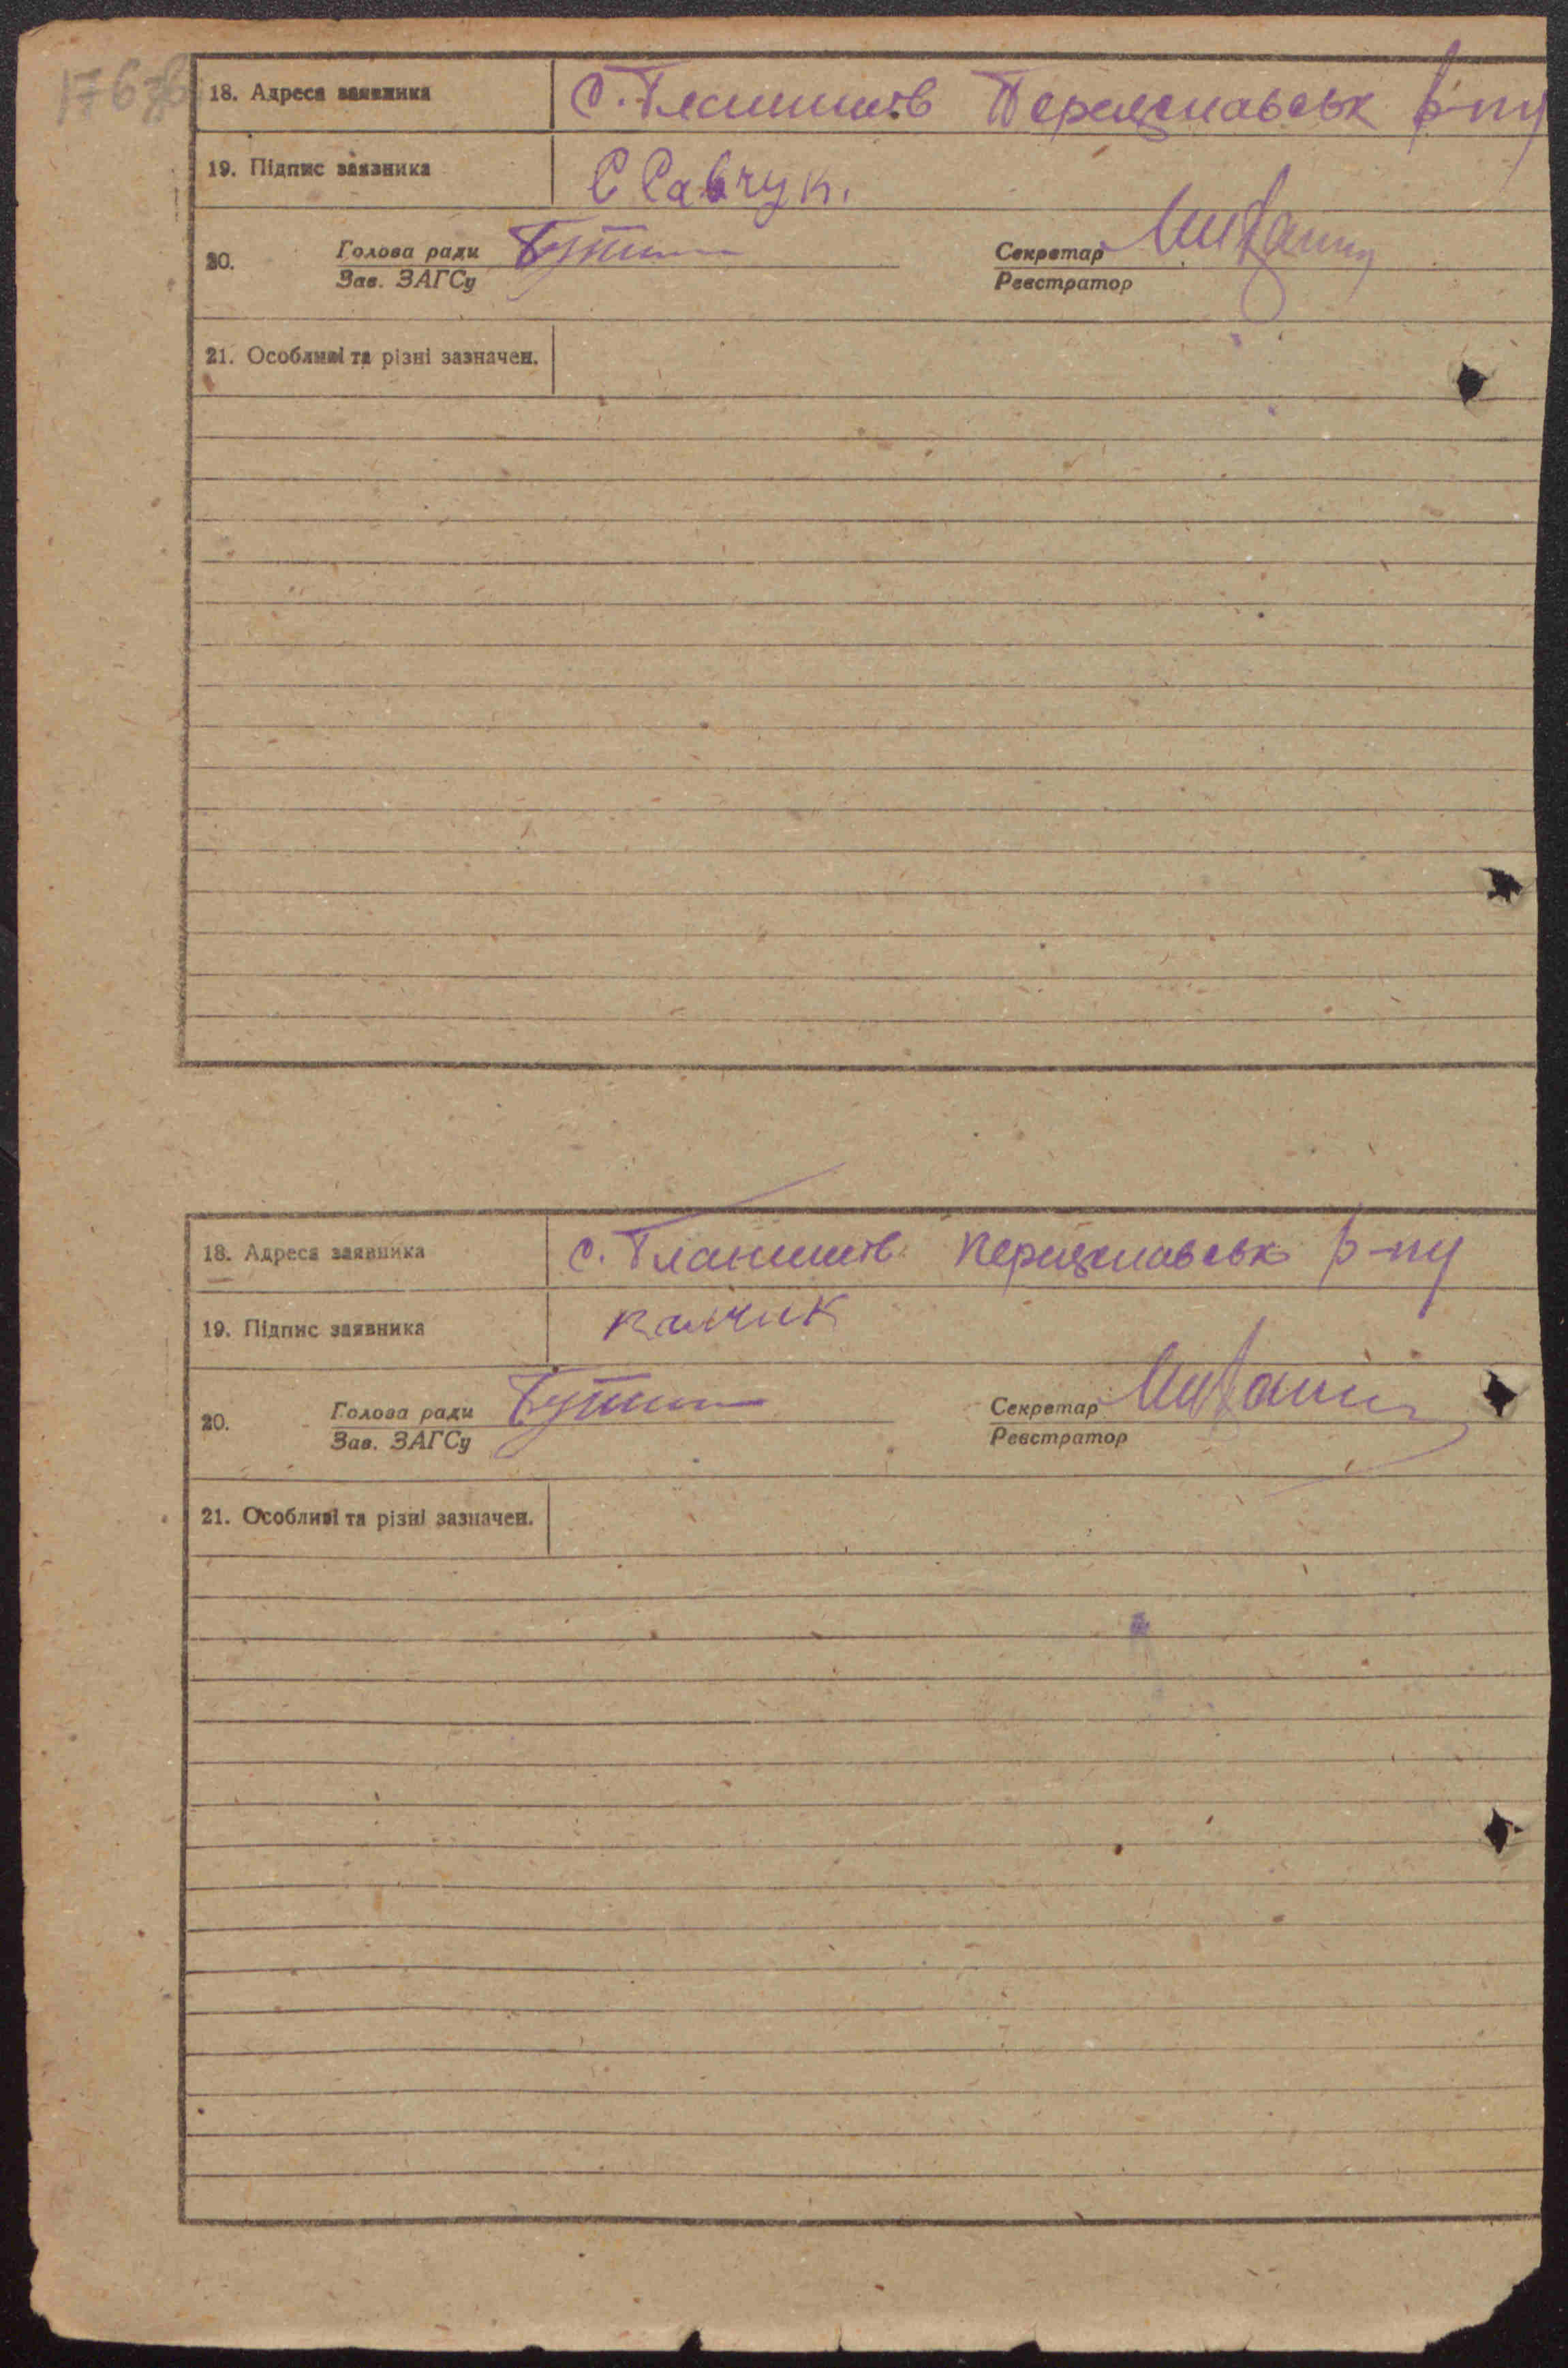 18. Адреса заявника С. Гланишів Переяславськ р-ну
19. Підпис заявника С Савчук.
20. Голова ради Секретар
Зав. ЗАГСу Реєстратор
21. Особливі та різні зазначен.
18. Адреса заявника с. Гланишів Переяславськ р-ну
19. Підпис заявника
20. Голова ради Секретар
Зав. ЗАГСу Реєстратор
21. Особливі та різні зазначен.